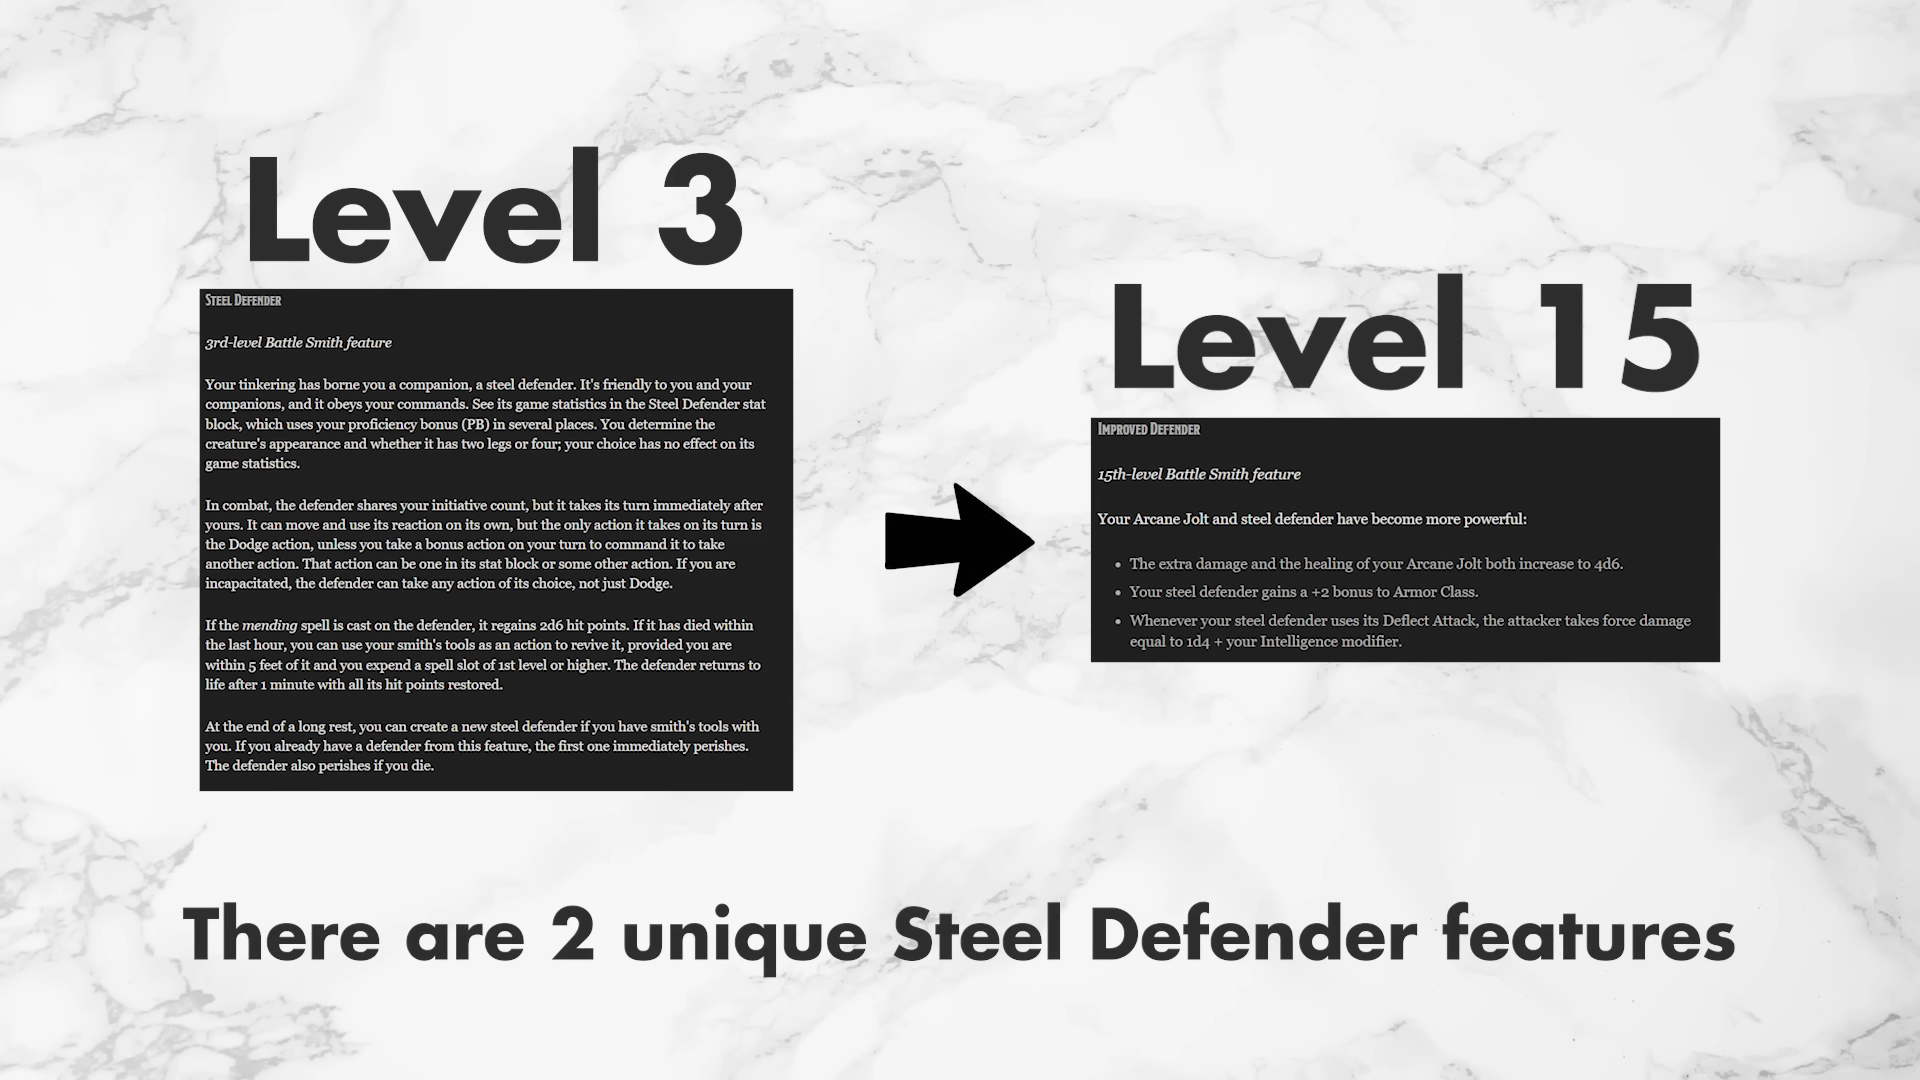 Level 3
STEEL DEFENDER
3rd-level Battle Smith feature
Your tinkering has borne you a companion, a steel defender. It's friendly to you and your
companions, and it obeys your commands. See its game statistics in the Steel Defender stat
block, which uses your proficiency bonus (PB) in several places. You determine the
creature's appearance and whether it has two legs or four; your choice has no effect on its
game statistics.
In combat, the defender shares your initiative count, but it takes its turn immediately after
yours. It can move and use its reaction on its own, but the only action it takes on its turn is
the Dodge action, unless you take a bonus action on your turn to command it to take
another action. That action can be one in its stat block or some other action. If you are
incapacitated, the defender can take any action of its choice, not just Dodge.
If the mending spell is cast on the defender, it regains 2d6 hit points. If it has died within
the last hour, you can use your smith's tools as an action to revive it, provided you are
within 5 feet of it and you expend a spell slot of 1st level or higher. The defender returns to
life after 1 minute with all its hit points restored.
At the end of a long rest, you can create a new steel defender if you have smith's tools with
you. If you already have a defender from this feature, the first one immediately perishes.
The defender also perishes if you die.
Level 15
IMPROVED DEFENDER
15th-level Battle Smith feature
Your Arcane Jolt and steel defender have become more powerful:
• The extra damage and the healing of your Arcane Jolt both increase to 4d6.
• Your steel defender gains a +2 bonus to Armor Class.
• Whenever your steel defender uses its Deflect Attack, the attacker takes force damage
equal to 1d4 + your Intelligence modifier.
There are 2 unique Steel Defender features